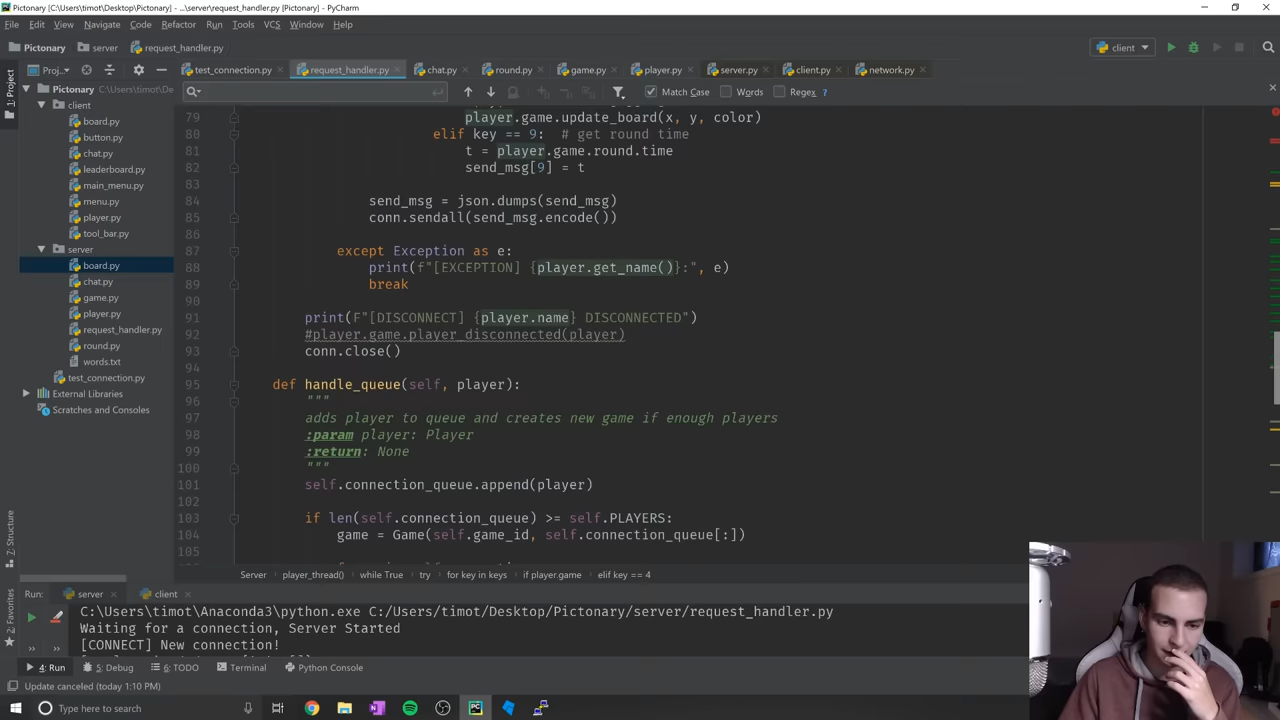 Pictonary [C:\Users\timot\Desktop\Pictonary] - ...\server\request_handler.py [Pictonary] - PyCharm
File Edit View Navigate Code Refactor Run Tools VCS Window Help
Pictonary server request_handler.py client
1: Project
Proj... test_connection.py request_handler.py chat.py round.py game.py player.py server.py client.py network.py
Match Case Words Regex ?
Pictonary C:\Users\timot\De
client
board.py
button.py
chat.py
leaderboard.py
main_menu.py
menu.py
player.py
tool_bar.py
server
board.py
chat.py
game.py
player.py
request_handler.py
round.py
words.txt
test_connection.py
External Libraries
Scratches and Consoles
79 player.game.update_board(x, y, color)
80 elif key == 9: # get round time
81 t = player.game.round.time
82 send_msg[9] = t
83
84 send_msg = json.dumps(send_msg)
85 conn.sendall(send_msg.encode())
86
87 except Exception as e:
88 print(f"[EXCEPTION] {player.get_name()}:", e)
89 break
90
91 print(F"[DISCONNECT] {player.name} DISCONNECTED")
92 #player.game.player_disconnected(player)
93 conn.close()
94
95 def handle_queue(self, player):
96 """
97 adds player to queue and creates new game if enough players
98 :param player: Player
99 :return: None
100 """
101 self.connection_queue.append(player)
102
103 if len(self.connection_queue) >= self.PLAYERS:
104 game = Game(self.game_id, self.connection_queue[:])
105
Server player_thread() while True try for key in keys if player.game elif key == 4
Z: Structure
2: Favorites
Run: server client
C:\Users\timot\Anaconda3\python.exe C:/Users/timot/Desktop/Pictonary/server/request_handler.py
Waiting for a connection, Server Started
[CONNECT] New connection!
4: Run 5: Debug 6: TODO Terminal Python Console
Update canceled (today 1:10 PM)
Type here to search